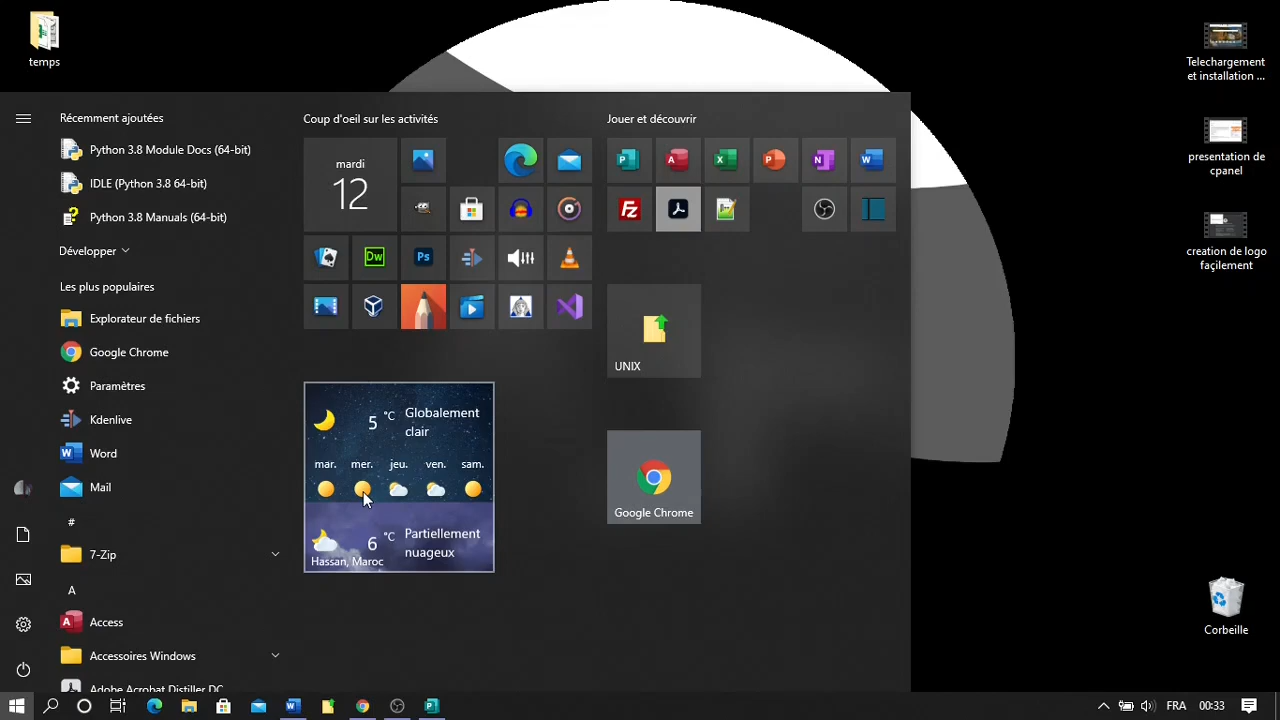 temps
Telechargement
et installation ...
presentation de
cpanel
creation de logo
façilement
Corbeille
Récemment ajoutées
Python 3.8 Module Docs (64-bit)
IDLE (Python 3.8 64-bit)
Python 3.8 Manuals (64-bit)
Développer
Les plus populaires
Explorateur de fichiers
Google Chrome
Paramètres
Kdenlive
Word
Mail
#
7-Zip
A
Access
Accessoires Windows
Adobe Acrobat Distiller DC
Coup d'oeil sur les activités
mardi
12
Dw
Ps
5 °C Globalement
clair
mar. mer. jeu. ven. sam.
6 °C Partiellement
nuageux
Hassan, Maroc
Jouer et découvrir
UNIX
Google Chrome
FRA 00:33